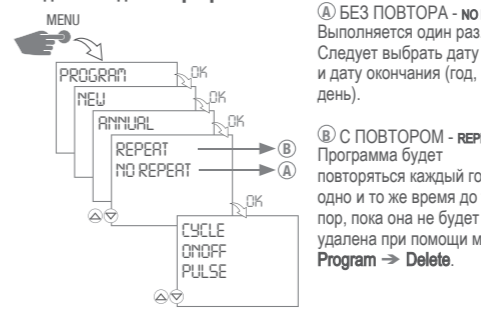 MENU
PROGRAM
OK
NEW
OK
ANNUAL
OK
REPEAT
B
NO REPEAT
A
OK
CYCLE
ONOFF
PULSE
A БЕЗ ПОВТОРА - NO
Выполняется один раз
Следует выбрать дату
и дату окончания (год,
день).
B С ПОВТОРОМ -
Программа будет
повторяться каждый
одно и то же время до
пор, пока она не будет
удалена при помощи
Program ➔ Delete.